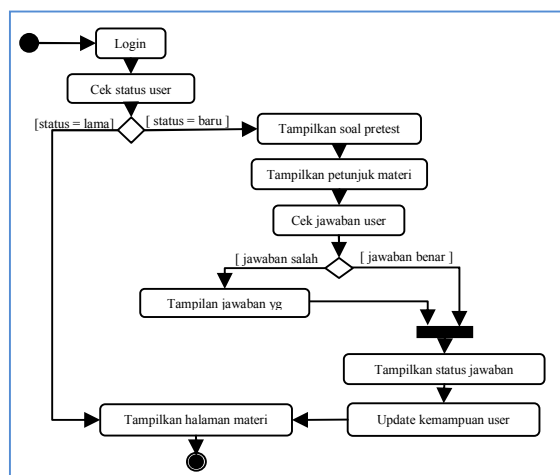 Login
Cek status user
[status = lama]
[ status = baru ]
Tampilkan soal pretest
Tampilkan petunjuk materi
Cek jawaban user
[ jawaban salah
[ jawaban benar ]
Tampilan jawaban yg
Tampilkan status jawaban
Tampilkan halaman materi
Update kemampuan user